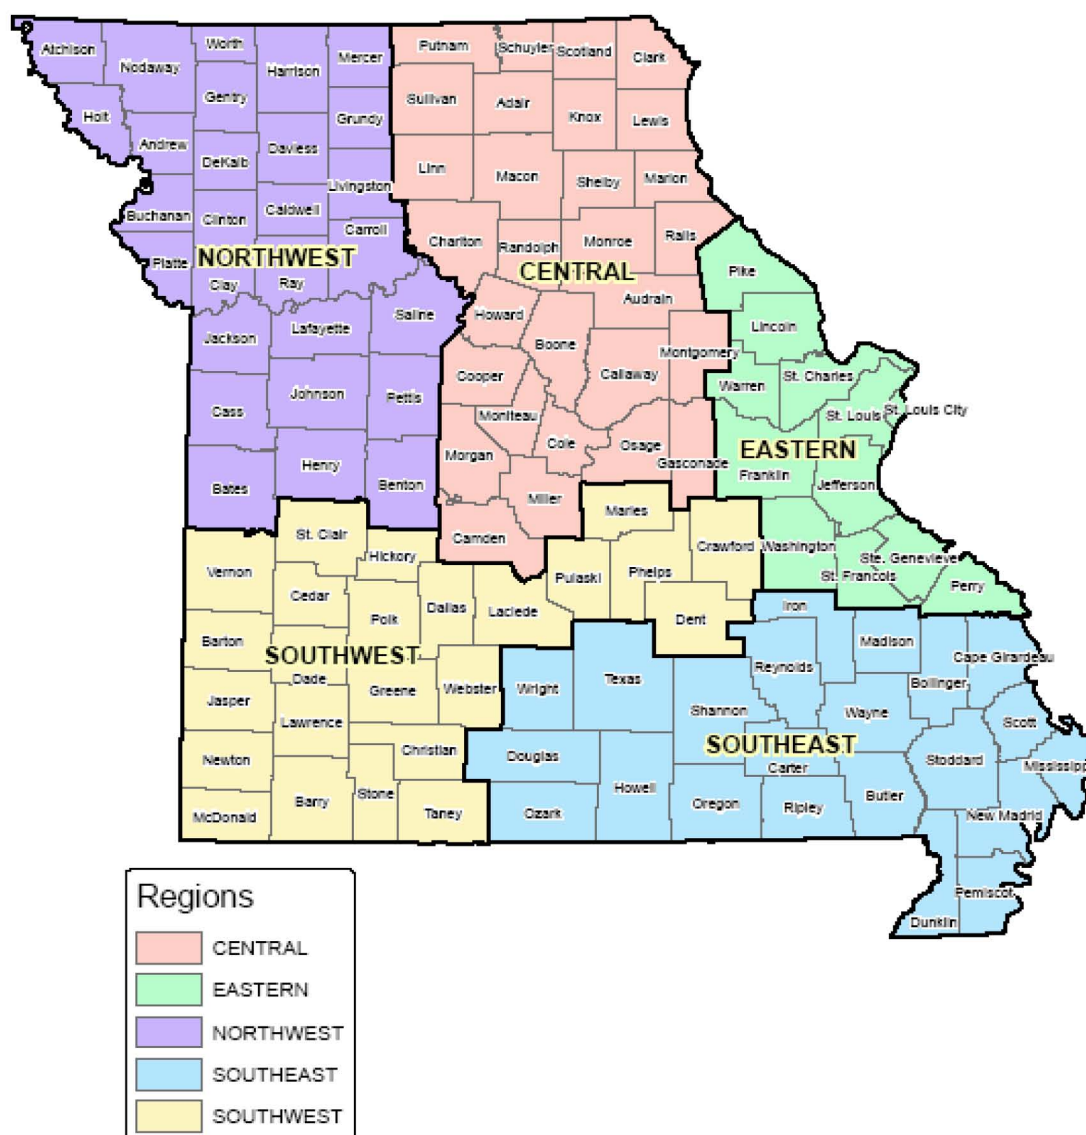 Atchison
Nodaway
Worth
Harrison
Mercer
Putnam
Schuyler
Scotland
Clark
Holt
Gentry
Grundy
Sullivan
Adair
Knox
Lewis
Andrew
DeKalb
Daviess
Livingston
Linn
Macon
Shelby
Marion
Buchanan
Clinton
Caldwell
Carroll
Chariton
Randolph
Monroe
Ralls
Platte
NORTHWEST
Clay
Ray
CENTRAL
Pike
Jackson
Lafayette
Saline
Howard
Boone
Audrain
Montgomery
Lincoln
Cass
Johnson
Pettis
Cooper
Moniteau
Callaway
Warren
St. Charles
St. Louis
St. Louis City
Bates
Henry
Benton
Morgan
Cole
Osage
Gasconade
EASTERN
Franklin
Jefferson
Miller
Camden
Maries
Crawford
Washington
Ste. Genevieve
St. Francois
Perry
St. Clair
Hickory
Vernon
Cedar
Polk
Dallas
Laclede
Pulaski
Phelps
Dent
Iron
Madison
Cape Girardeau
Barton
SOUTHWEST
Dade
Greene
Webster
Wright
Texas
Reynolds
Bollinger
Jasper
Lawrence
Christian
Shannon
Wayne
Scott
SOUTHEAST
Newton
Douglas
Carter
Stoddard
Mississipp
McDonald
Barry
Stone
Taney
Ozark
Howell
Oregon
Ripley
Butler
New Madrid
Pemiscot
Dunklin
Regions
CENTRAL
EASTERN
NORTHWEST
SOUTHEAST
SOUTHWEST